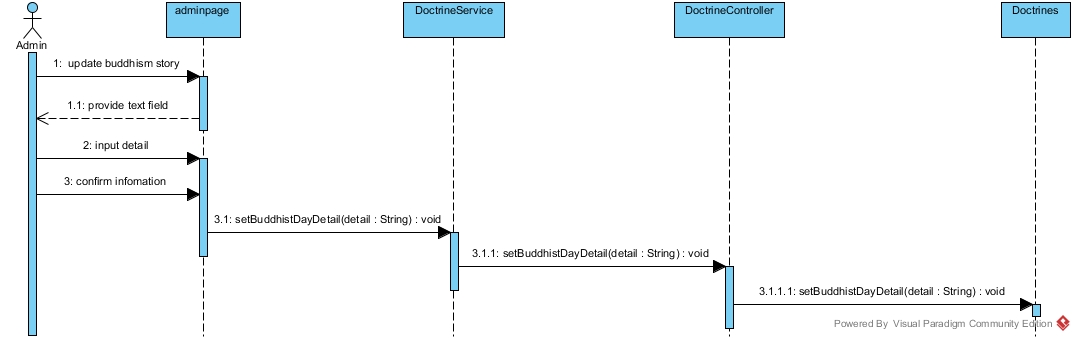 adminpage
DoctrineService
DoctrineController
Doctrines
Admin
1: update buddhism story
1.1: provide text field
2: input detail
3: confirm infomation
3.1: setBuddhistDayDetail(detail : String) : void
3.1.1: setBuddhistDayDetail(detail : String) : void
3.1.1.1: setBuddhistDayDetail(detail : String) : void
Powered By Visual Paradigm Community Edition